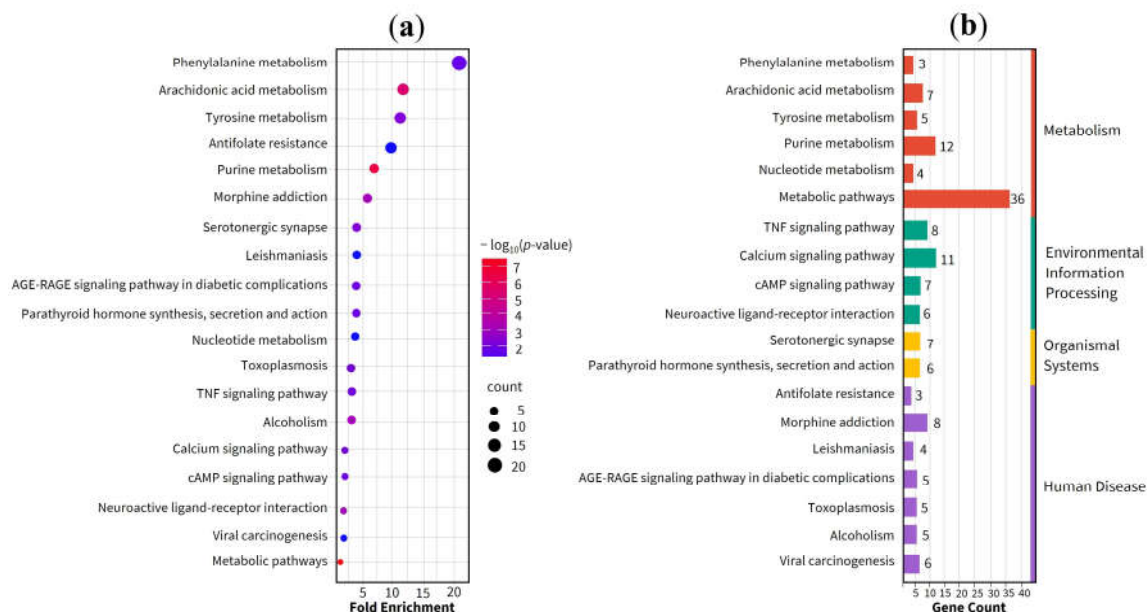 (a)
Phenylalanine metabolism
Arachidonic acid metabolism
Tyrosine metabolism
Antifolate resistance
Purine metabolism
Morphine addiction
Serotonergic synapse
Leishmaniasis
AGE-RAGE signaling pathway in diabetic complications
Parathyroid hormone synthesis, secretion and action
Nucleotide metabolism
Toxoplasmosis
TNF signaling pathway
Alcoholism
Calcium signaling pathway
cAMP signaling pathway
Neuroactive ligand-receptor interaction
Viral carcinogenesis
Metabolic pathways
5 10 15 20
Fold Enrichment
− log₁₀(p-value)
7
6
5
4
3
2
count
5
10
15
20
(b)
Phenylalanine metabolism 3
Arachidonic acid metabolism 7
Tyrosine metabolism 5
Purine metabolism 12
Nucleotide metabolism 4
Metabolic pathways 36
TNF signaling pathway 8
Calcium signaling pathway 11
cAMP signaling pathway 7
Neuroactive ligand-receptor interaction 6
Serotonergic synapse 7
Parathyroid hormone synthesis, secretion and action 6
Antifolate resistance 3
Morphine addiction 8
Leishmaniasis 4
AGE-RAGE signaling pathway in diabetic complications 5
Toxoplasmosis 5
Alcoholism 5
Viral carcinogenesis 6
5 10 15 20 25 30 35 40
Gene Count
Metabolism
Environmental
Information
Processing
Organismal
Systems
Human Disease